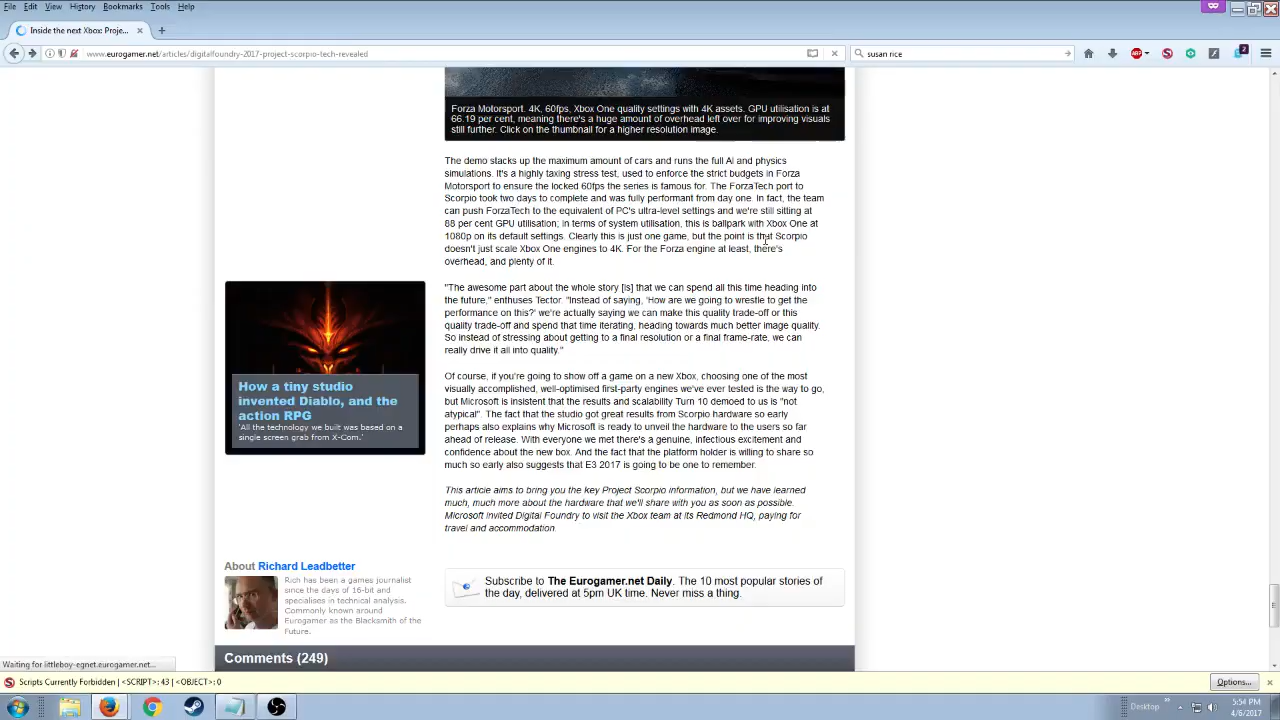 File Edit View History Bookmarks Tools Help
Inside the next Xbox: Proje...
www.eurogamer.net/articles/digitalfoundry-2017-project-scorpio-tech-revealed
susan rice
ABP
2
Forza Motorsport. 4K, 60fps, Xbox One quality settings with 4K assets. GPU utilisation is at
66.19 per cent, meaning there's a huge amount of overhead left over for improving visuals
still further. Click on the thumbnail for a higher resolution image.
The demo stacks up the maximum amount of cars and runs the full AI and physics
simulations. It's a highly taxing stress test, used to enforce the strict budgets in Forza
Motorsport to ensure the locked 60fps the series is famous for. The ForzaTech port to
Scorpio took two days to complete and was fully performant from day one. In fact, the team
can push ForzaTech to the equivalent of PC's ultra-level settings and we're still sitting at
88 per cent GPU utilisation; in terms of system utilisation, this is ballpark with Xbox One at
1080p on its default settings. Clearly this is just one game, but the point is that Scorpio
doesn't just scale Xbox One engines to 4K. For the Forza engine at least, there's
overhead, and plenty of it.
"The awesome part about the whole story [is] that we can spend all this time heading into
the future," enthuses Tector. "Instead of saying, 'How are we going to wrestle to get the
performance on this?' we're actually saying we can make this quality trade-off or this
quality trade-off and spend that time iterating, heading towards much better image quality.
So instead of stressing about getting to a final resolution or a final frame-rate, we can
really drive it all into quality."
How a tiny studio
invented Diablo, and the
action RPG
'All the technology we built was based on a
single screen grab from X-Com.'
Of course, if you're going to show off a game on a new Xbox, choosing one of the most
visually accomplished, well-optimised first-party engines we've ever tested is the way to go,
but Microsoft is insistent that the results and scalability Turn 10 demoed to us is "not
atypical". The fact that the studio got great results from Scorpio hardware so early
perhaps also explains why Microsoft is ready to unveil the hardware to the users so far
ahead of release. With everyone we met there's a genuine, infectious excitement and
confidence about the new box. And the fact that the platform holder is willing to share so
much so early also suggests that E3 2017 is going to be one to remember.
This article aims to bring you the key Project Scorpio information, but we have learned
much, much more about the hardware that we'll share with you as soon as possible.
Microsoft invited Digital Foundry to visit the Xbox team at its Redmond HQ, paying for
travel and accommodation.
About Richard Leadbetter
Rich has been a games journalist
since the days of 16-bit and
specialises in technical analysis.
Commonly known around
Eurogamer as the Blacksmith of the
Future.
Subscribe to The Eurogamer.net Daily. The 10 most popular stories of
the day, delivered at 5pm UK time. Never miss a thing.
Comments (249)
Waiting for littleboy-egnet.eurogamer.net...
Scripts Currently Forbidden | <SCRIPT>: 43 | <OBJECT>: 0
Options...
Desktop
5:54 PM
4/6/2017